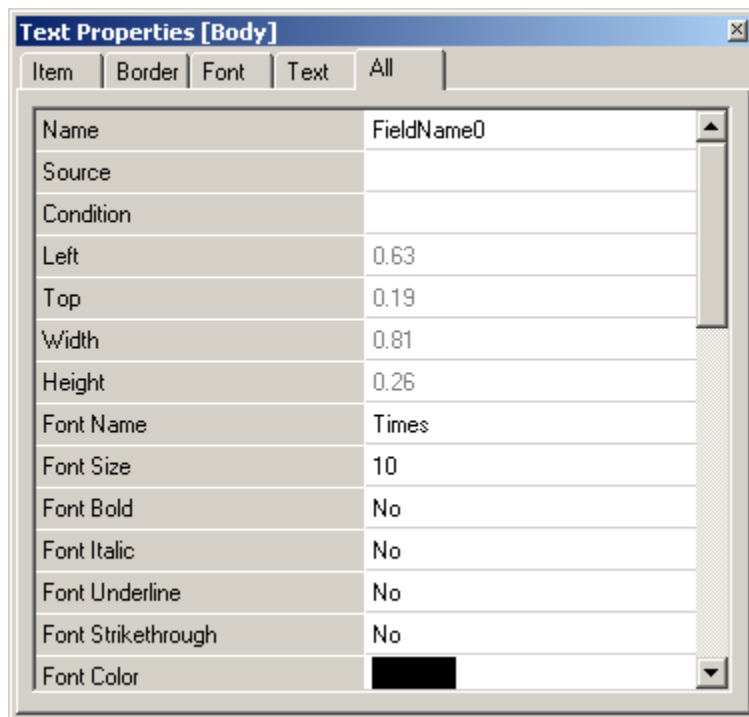 Text Properties [Body]
Item Border Font Text All
Name FieldName0
Source
Condition
Left 0.63
Top 0.19
Width 0.81
Height 0.26
Font Name Times
Font Size 10
Font Bold No
Font Italic No
Font Underline No
Font Strikethrough No
Font Color